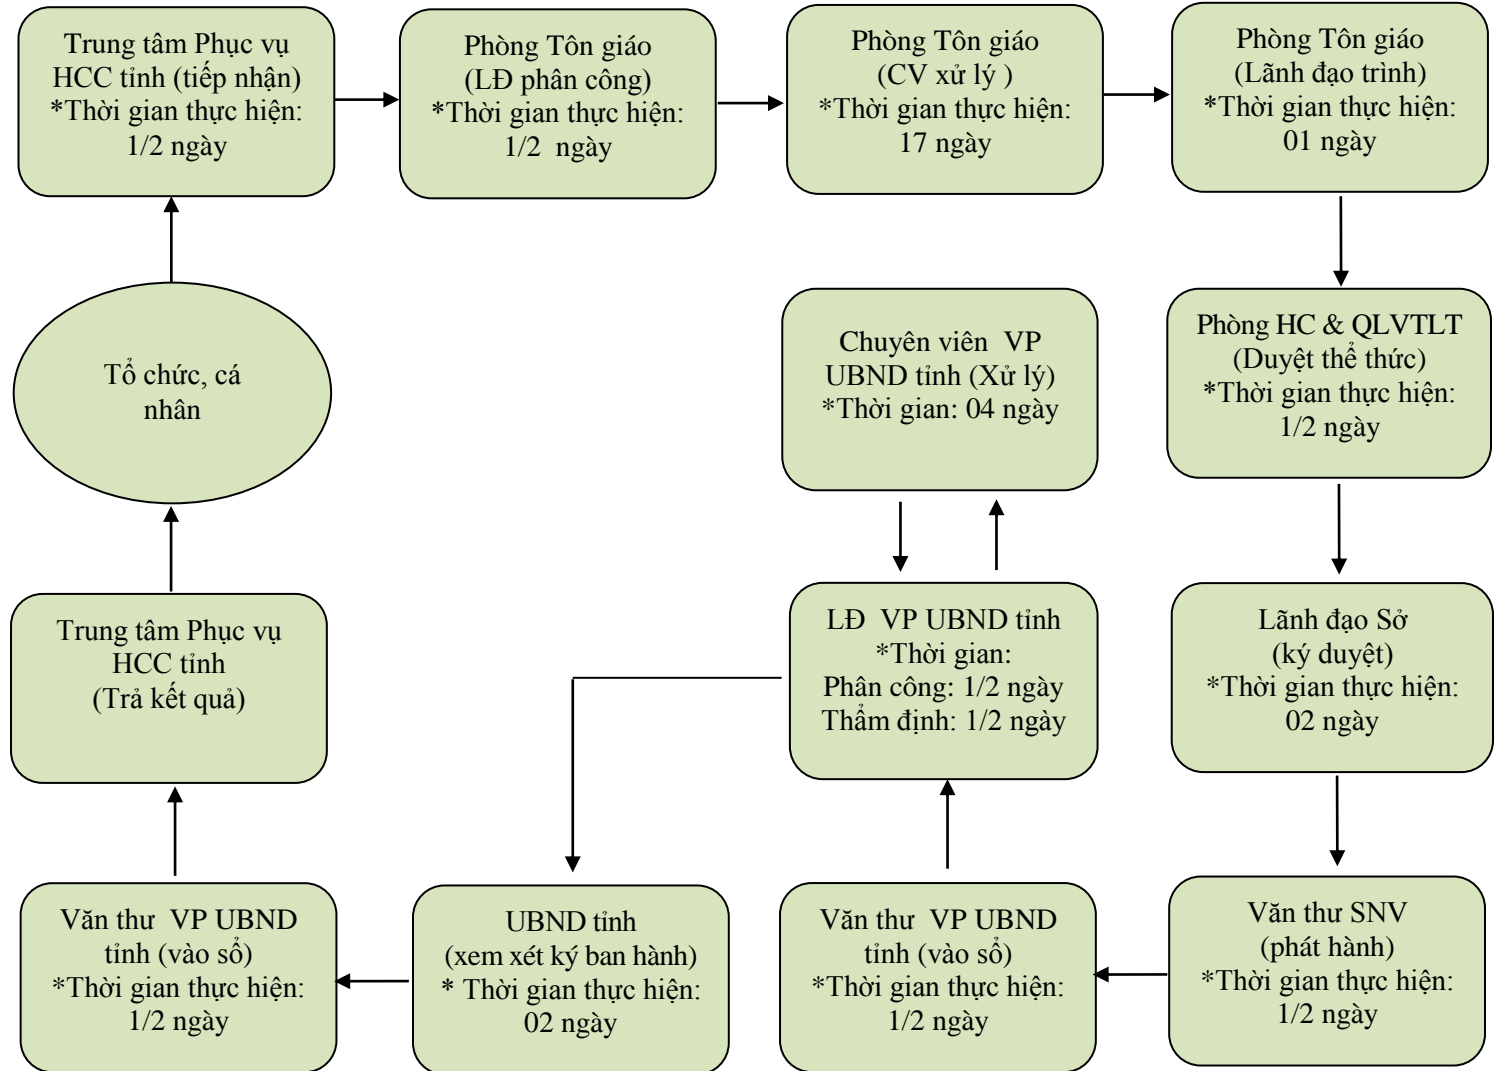 Trung tâm Phục vụ
HCC tỉnh (tiếp nhận)
*Thời gian thực hiện:
1/2 ngày
Phòng Tôn giáo
(LĐ phân công)
*Thời gian thực hiện:
1/2 ngày
Phòng Tôn giáo
(CV xử lý )
*Thời gian thực hiện:
17 ngày
Phòng Tôn giáo
(Lãnh đạo trình)
*Thời gian thực hiện:
01 ngày
Phòng HC & QLVTLT
(Duyệt thể thức)
*Thời gian thực hiện:
1/2 ngày
Chuyên viên VP
UBND tỉnh (Xử lý)
*Thời gian: 04 ngày
Tổ chức, cá
nhân
Trung tâm Phục vụ
HCC tỉnh
(Trả kết quả)
LĐ VP UBND tỉnh
*Thời gian:
Phân công: 1/2 ngày
Thẩm định: 1/2 ngày
Lãnh đạo Sở
(ký duyệt)
*Thời gian thực hiện:
02 ngày
Văn thư VP UBND
tỉnh (vào sổ)
*Thời gian thực hiện:
1/2 ngày
UBND tỉnh
(xem xét ký ban hành)
* Thời gian thực hiện:
02 ngày
Văn thư VP UBND
tỉnh (vào sổ)
*Thời gian thực hiện:
1/2 ngày
Văn thư SNV
(phát hành)
*Thời gian thực hiện:
1/2 ngày